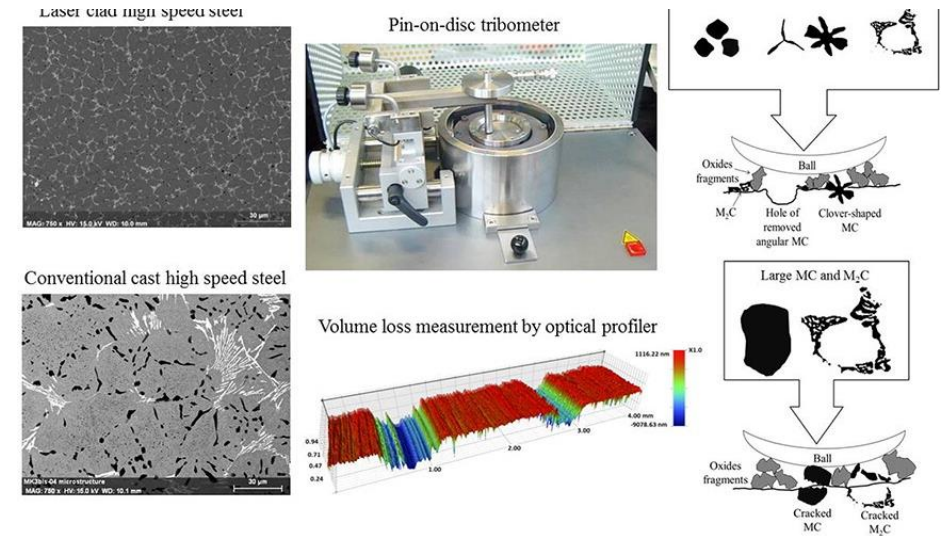 Laser clad high speed steel
MAG: 750 x HV: 15.0 kV WD: 10.0 mm
30 µm
Conventional cast high speed steel
MK3bis-04 microstructure
MAG: 750 x HV: 15.0 kV WD: 10.1 mm
30 µm
Pin-on-disc tribometer
Volume loss measurement by optical profiler
1116.22 nm
X1.0
4.00 mm
-9078.63 nm
3.00
2.00
1.00
0.94
0.71
0.47
0.24
Ball
Oxides
fragments
M₂C
Hole of
removed
angular MC
Clover-shaped
MC
Large MC and M₂C
Ball
Oxides
fragments
Cracked
MC
Cracked
M₂C